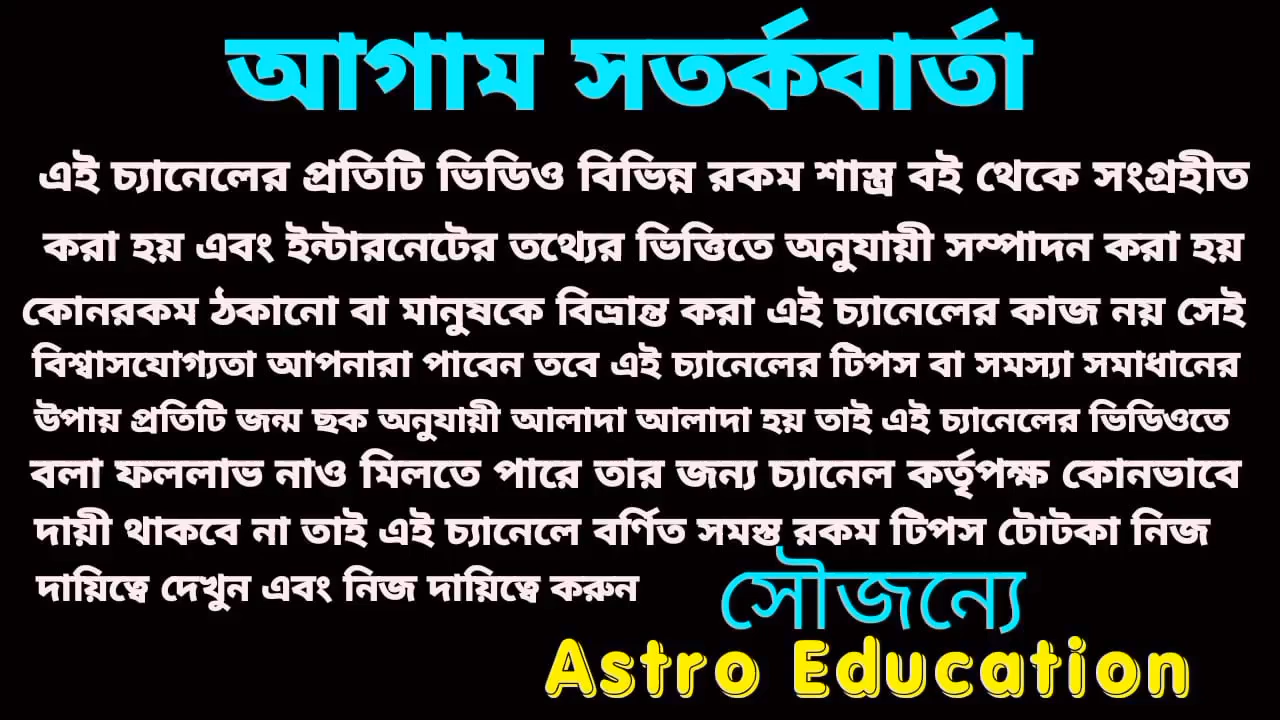 আগাম সতর্কবার্তা
এই চ্যানেলের প্রতিটি ভিডিও বিভিন্ন রকম শাস্ত্র বই থেকে সংগ্রহীত
করা হয় এবং ইন্টারনেটের তথ্যের ভিত্তিতে অনুযায়ী সম্পাদন করা হয়
কোনরকম ঠকানো বা মানুষকে বিভ্রান্ত করা এই চ্যানেলের কাজ নয় সেই
বিশ্বাসযোগ্যতা আপনারা পাবেন তবে এই চ্যানেলের টিপস বা সমস্যা সমাধানের
উপায় প্রতিটি জন্ম ছক অনুযায়ী আলাদা আলাদা হয় তাই এই চ্যানেলের ভিডিওতে
বলা ফললাভ নাও মিলতে পারে তার জন্য চ্যানেল কর্তৃপক্ষ কোনভাবে
দায়ী থাকবে না তাই এই চ্যানেলে বর্ণিত সমস্ত রকম টিপস টোটকা নিজ
দায়িত্বে দেখুন এবং নিজ দায়িত্বে করুন
সৌজন্যে
Astro Education